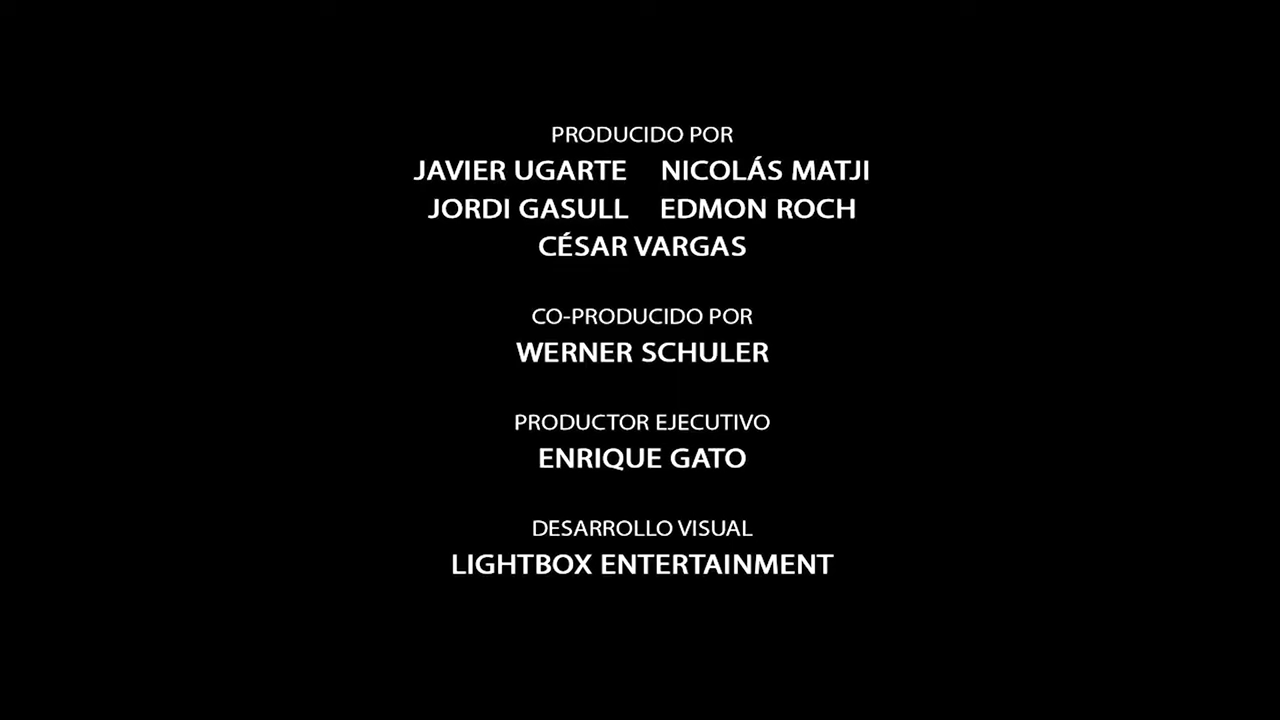 PRODUCIDO POR
JAVIER UGARTE NICOLÁS MATJI
JORDI GASULL EDMON ROCH
CÉSAR VARGAS
CO-PRODUCIDO POR
WERNER SCHULER
PRODUCTOR EJECUTIVO
ENRIQUE GATO
DESARROLLO VISUAL
LIGHTBOX ENTERTAINMENT